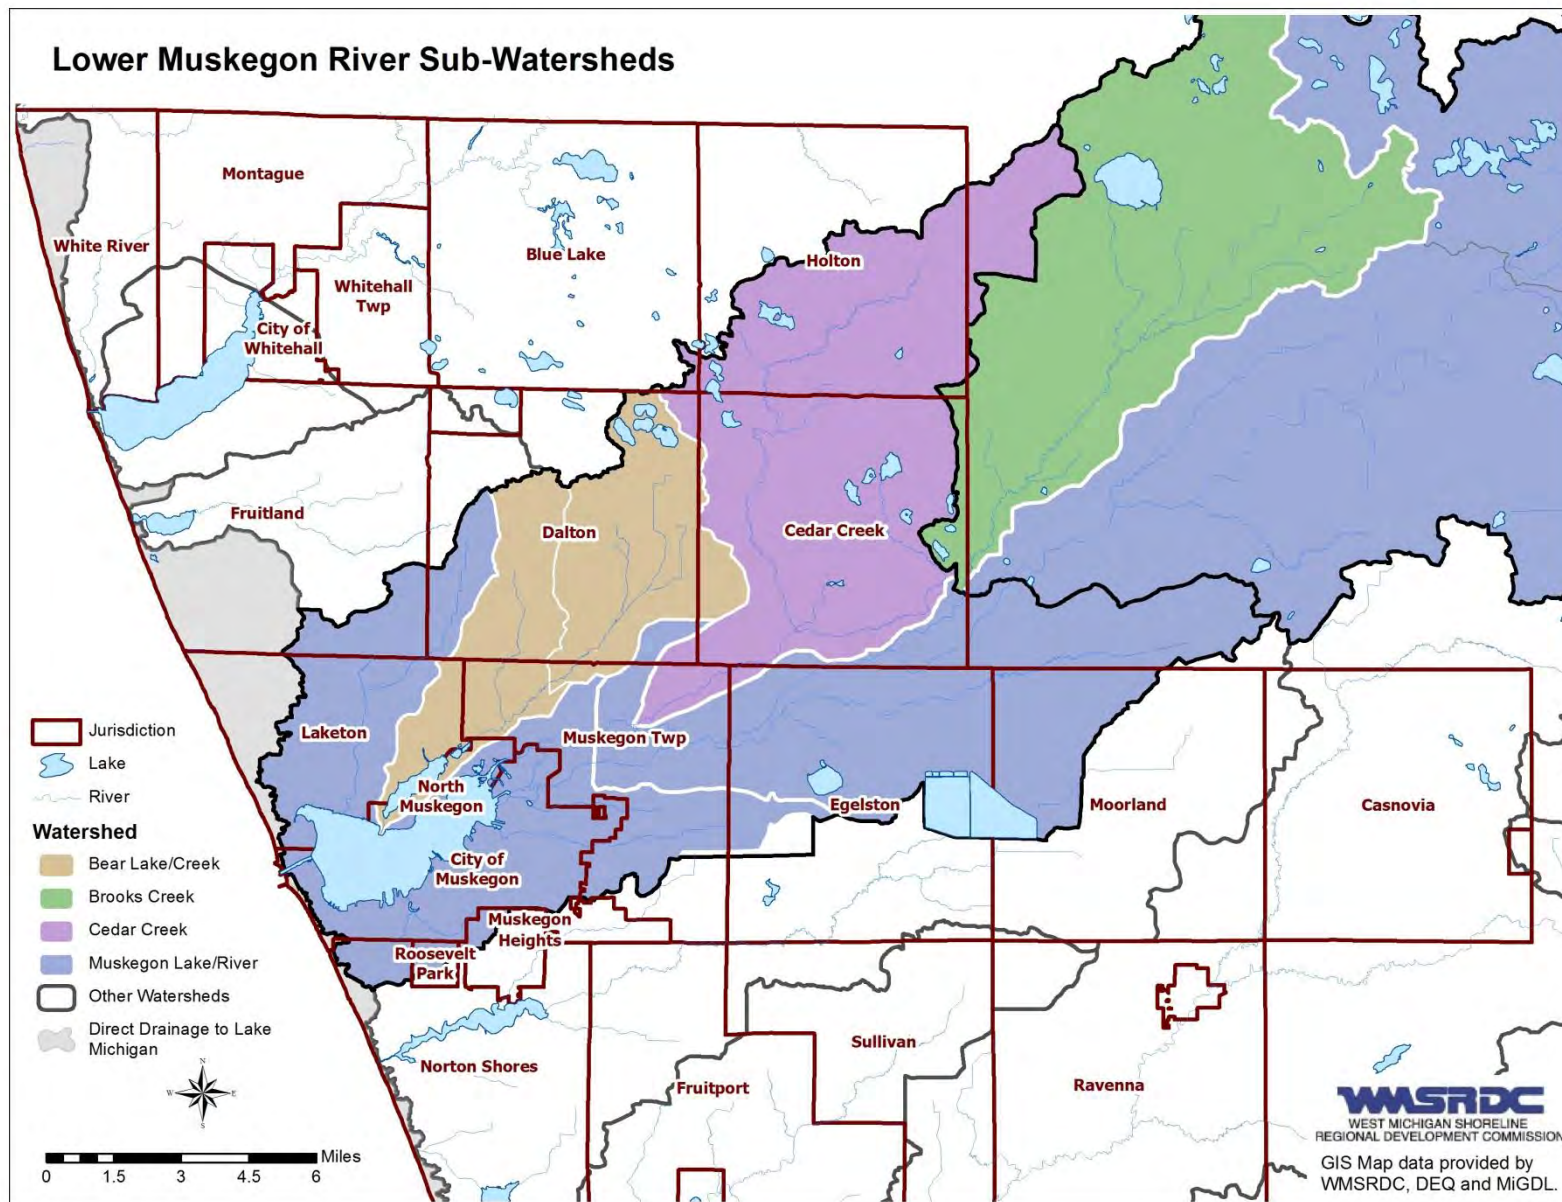 Lower Muskegon River Sub-Watersheds
Montague
White River
Blue Lake
Holton
Whitehall
Twp
City of
Whitehall
Fruitland
Dalton
Cedar Creek
Laketon
Muskegon Twp
North
Muskegon
Egelston
Moorland
Casnovia
City of
Muskegon
Muskegon
Heights
Roosevelt
Park
Norton Shores
Fruitport
Sullivan
Ravenna
Jurisdiction
Lake
River
Watershed
Bear Lake/Creek
Brooks Creek
Cedar Creek
Muskegon Lake/River
Other Watersheds
Direct Drainage to Lake
Michigan
N
W
E
S
Miles
0 1.5 3 4.5 6
WMSRDC
WEST MICHIGAN SHORELINE
REGIONAL DEVELOPMENT COMMISSION
GIS Map data provided by
WMSRDC, DEQ and MiGDL.